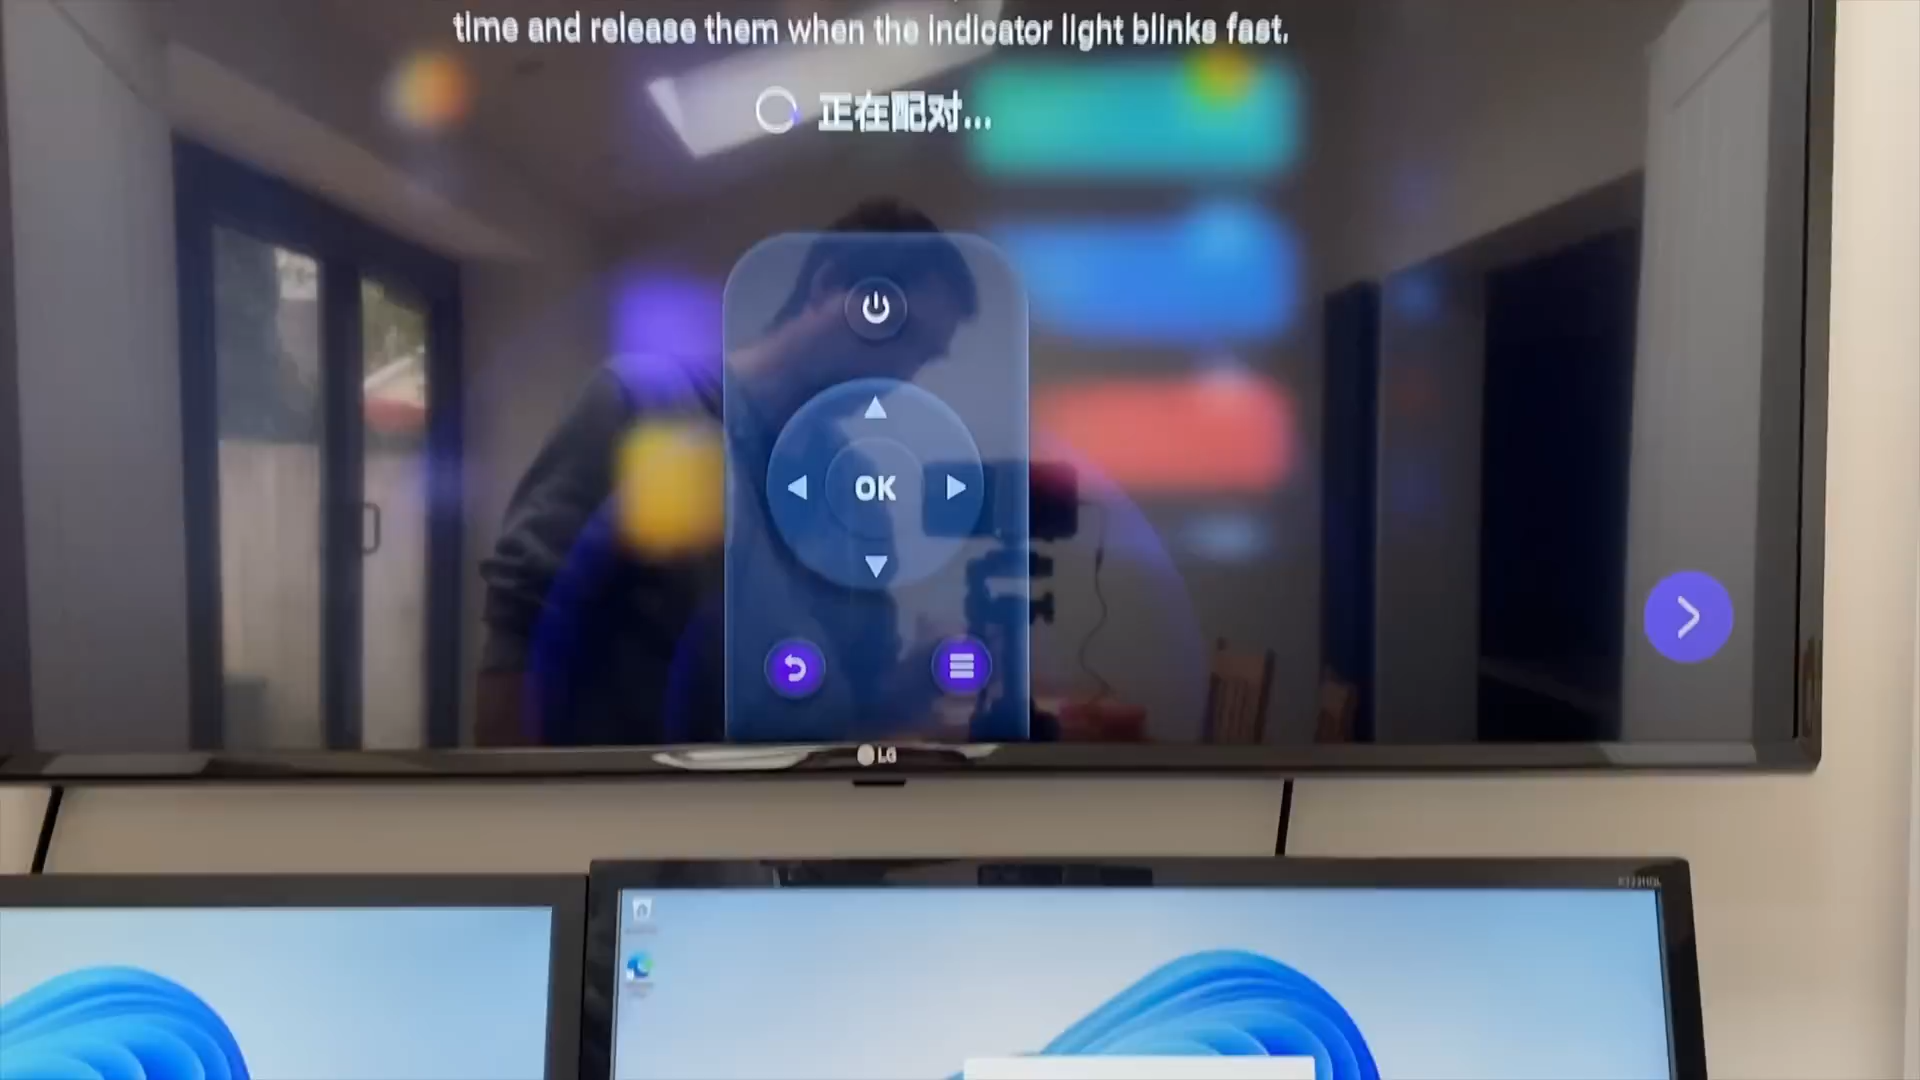 time and release them when the indicator light blinks fast.
正在配对...
OK
LG